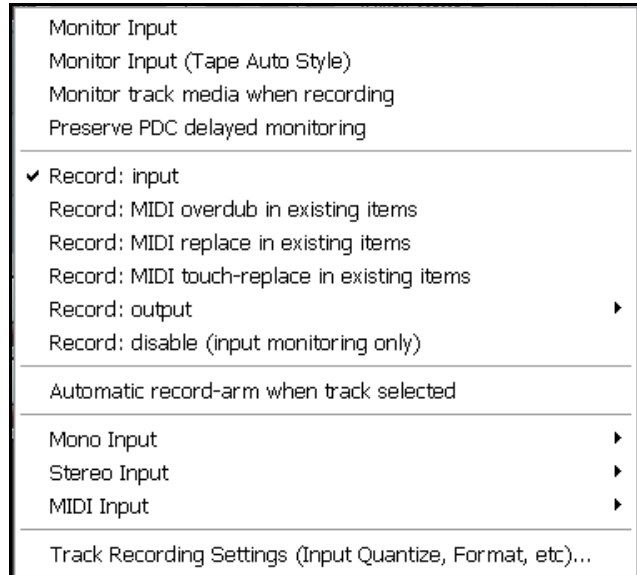 Monitor Input
Monitor Input (Tape Auto Style)
Monitor track media when recording
Preserve PDC delayed monitoring
Record: input
Record: MIDI overdub in existing items
Record: MIDI replace in existing items
Record: MIDI touch-replace in existing items
Record: output
Record: disable (input monitoring only)
Automatic record-arm when track selected
Mono Input
Stereo Input
MIDI Input
Track Recording Settings (Input Quantize, Format, etc)...